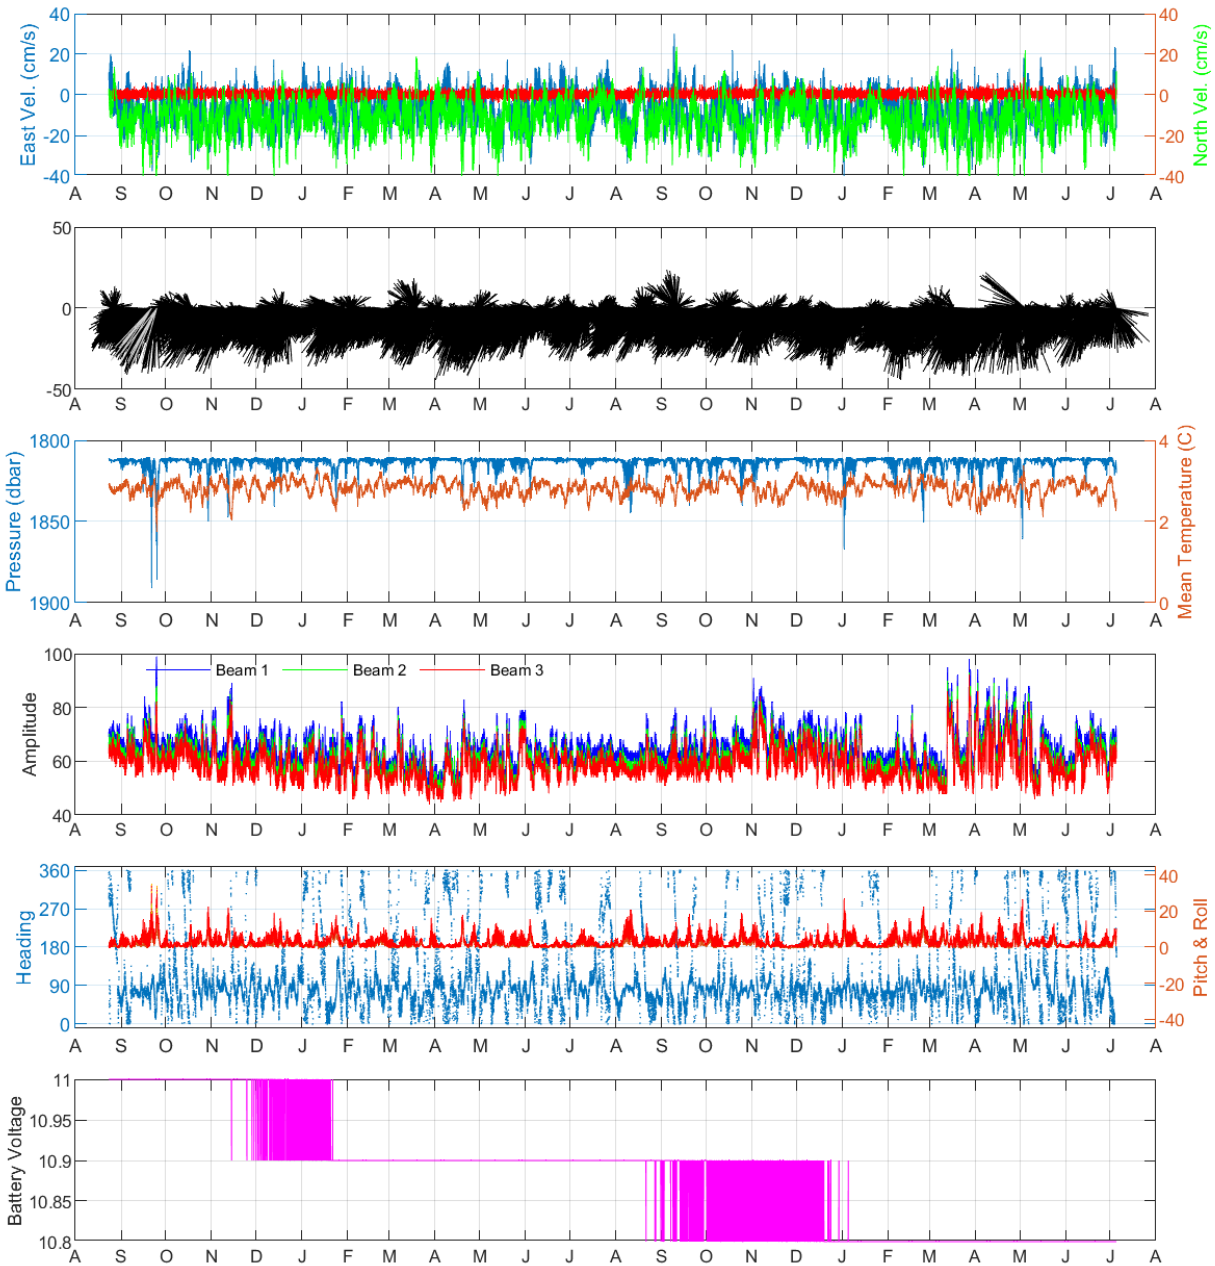 40 40
20 20
0 0
-20 -20
-40 -40
East Vel. (cm/s)
North Vel. (cm/s)
A S O N D J F M A M J J A S O N D J F M A M J J A
50
0
-50
A S O N D J F M A M J J A S O N D J F M A M J J A
1800 4
1850 2
1900 0
Pressure (dbar)
Mean Temperature (C)
A S O N D J F M A M J J A S O N D J F M A M J J A
100
80
60
40
Amplitude
Beam 1 Beam 2 Beam 3
A S O N D J F M A M J J A S O N D J F M A M J J A
360 40
270 20
180 0
90 -20
0 -40
Heading
Pitch & Roll
A S O N D J F M A M J J A S O N D J F M A M J J A
11
10.95
10.9
10.85
10.8
Battery Voltage
A S O N D J F M A M J J A S O N D J F M A M J J A